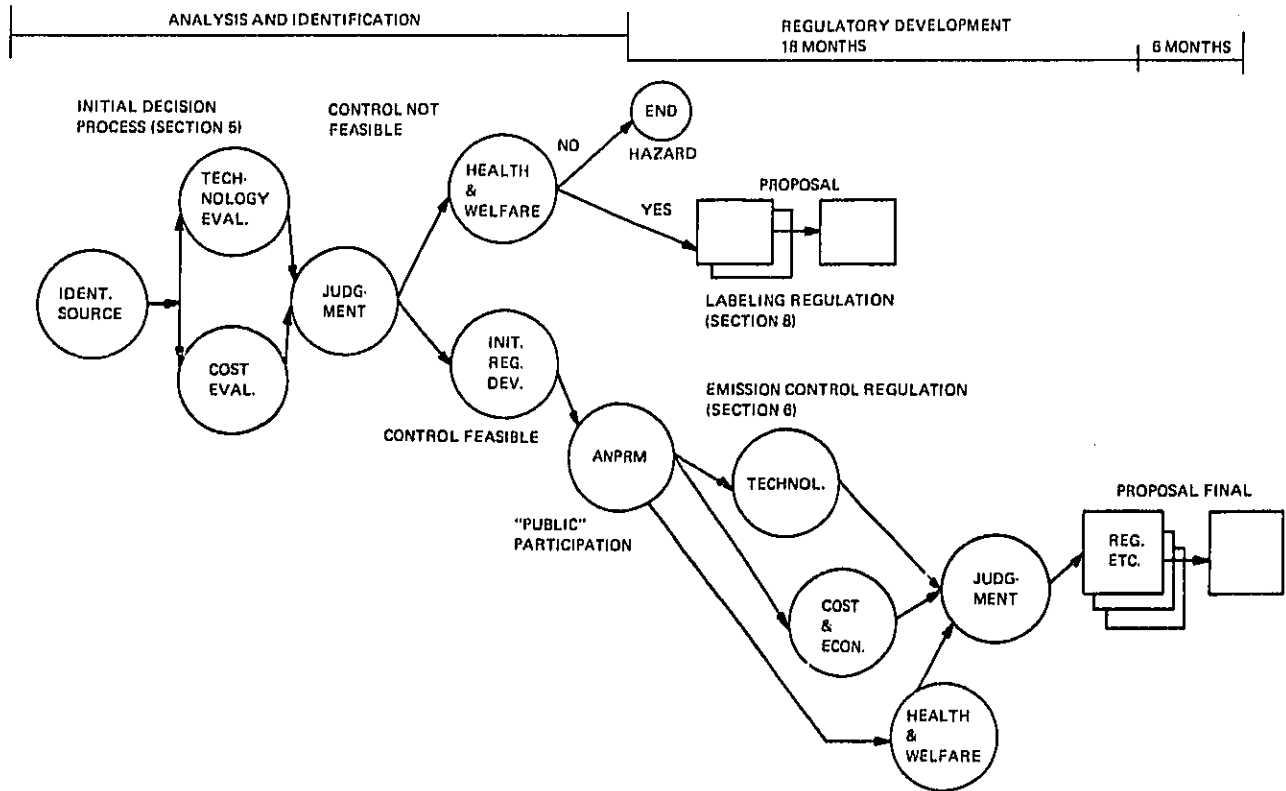 ANALYSIS AND IDENTIFICATION
REGULATORY DEVELOPMENT
18 MONTHS
6 MONTHS
INITIAL DECISION
PROCESS (SECTION 5)
CONTROL NOT
FEASIBLE
END
NO
HAZARD
TECH-
NOLOGY
EVAL.
HEALTH
&
WELFARE
YES
PROPOSAL
IDENT.
SOURCE
JUDG-
MENT
LABELING REGULATION
(SECTION 8)
COST
EVAL.
INIT.
REG.
DEV.
CONTROL FEASIBLE
EMISSION CONTROL REGULATION
(SECTION 6)
ANPRM
TECHNOL.
"PUBLIC"
PARTICIPATION
PROPOSAL FINAL
REG.
ETC.
JUDG-
MENT
COST
&
ECON.
HEALTH
&
WELFARE